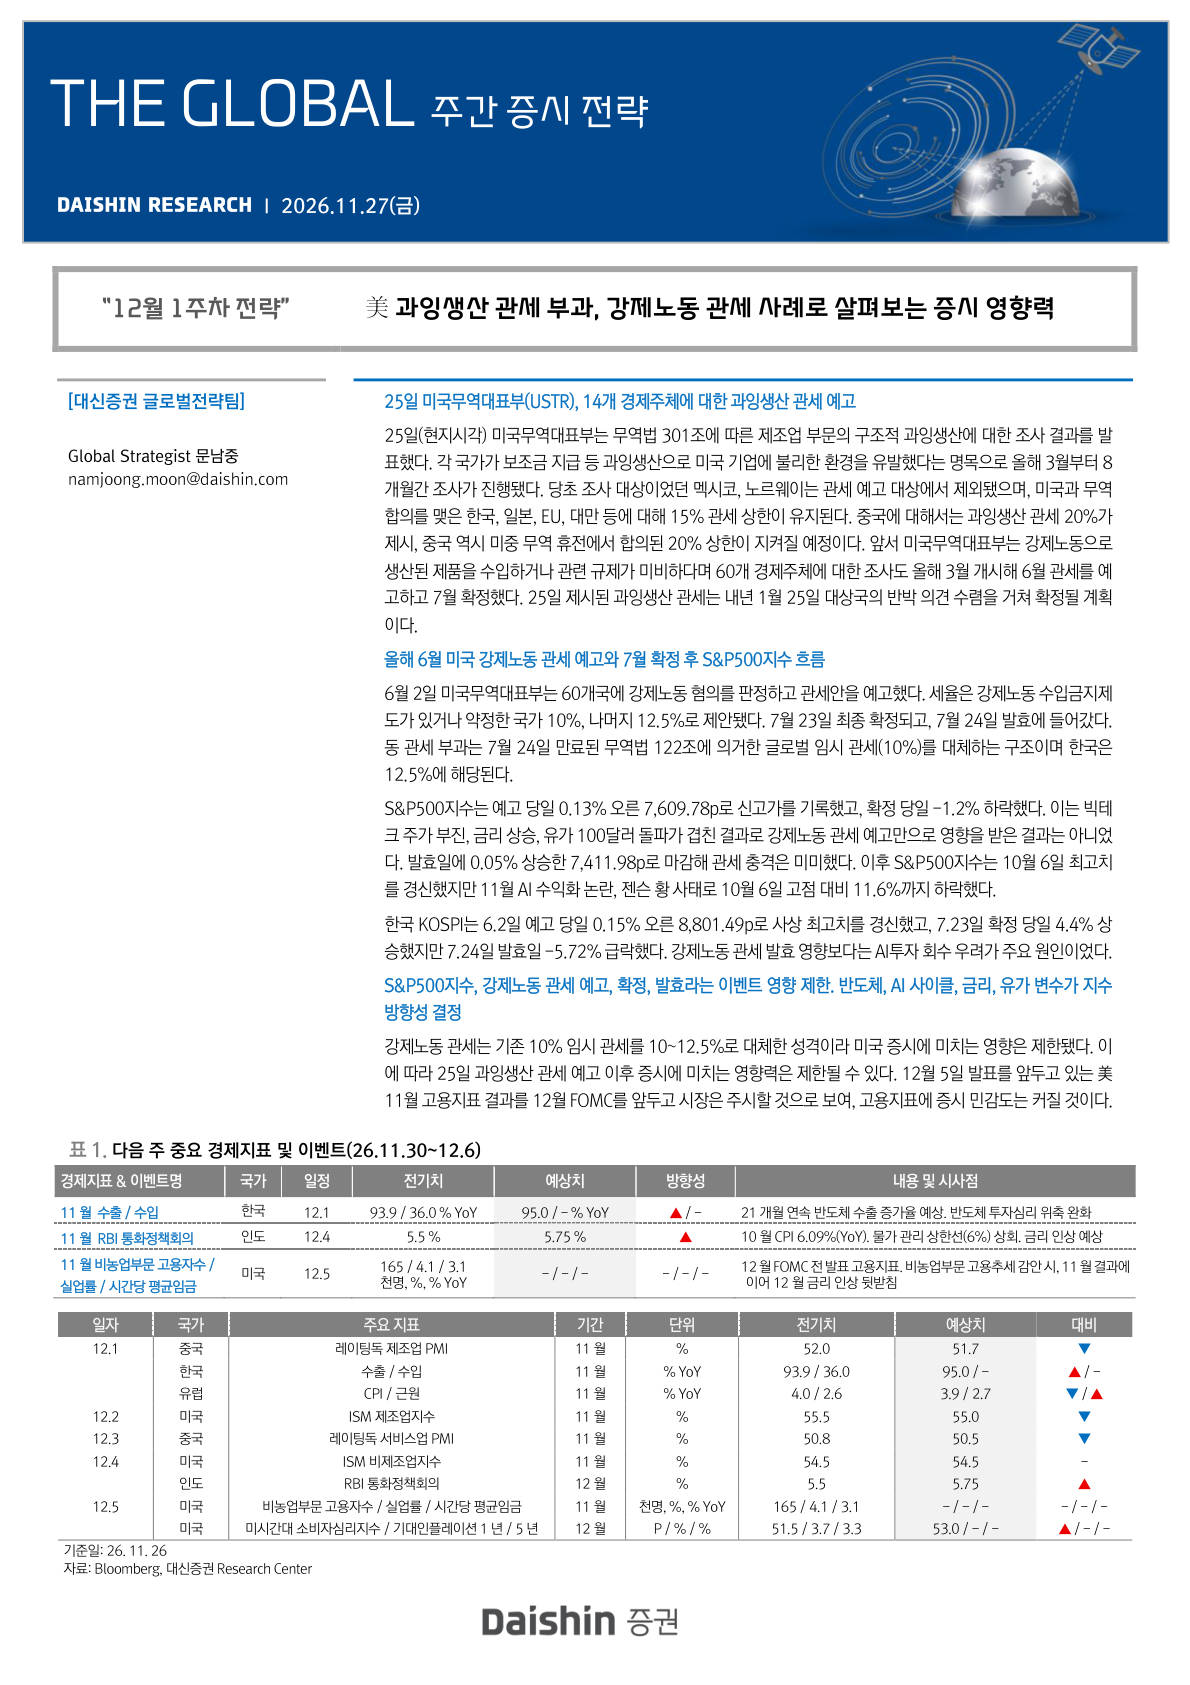 THE GLOBAL 주간 증시 전략
DAISHIN RESEARCH | 2026.11.27(금)
“12월 1주차 전략” 美 과잉생산 관세 부과, 강제노동 관세 사례로 살펴보는 증시 영향력
[대신증권 글로벌전략팀]
Global Strategist 문남중
namjoong.moon@daishin.com
25일 미국무역대표부(USTR), 14개 경제주체에 대한 과잉생산 관세 예고
25일(현지시각) 미국무역대표부는 무역법 301조에 따른 제조업 부문의 구조적 과잉생산에 대한 조사 결과를 발
표했다. 각 국가가 보조금 지급 등 과잉생산으로 미국 기업에 불리한 환경을 유발했다는 명목으로 올해 3월부터 8
개월간 조사가 진행됐다. 당초 조사 대상이었던 멕시코, 노르웨이는 관세 예고 대상에서 제외됐으며, 미국과 무역
합의를 맺은 한국, 일본, EU, 대만 등에 대해 15% 관세 상한이 유지된다. 중국에 대해서는 과잉생산 관세 20%가
제시, 중국 역시 미중 무역 휴전에서 합의된 20% 상한이 지켜질 예정이다. 앞서 미국무역대표부는 강제노동으로
생산된 제품을 수입하거나 관련 규제가 미비하다며 60개 경제주체에 대한 조사도 올해 3월 개시해 6월 관세를 예
고하고 7월 확정했다. 25일 제시된 과잉생산 관세는 내년 1월 25일 대상국의 반박 의견 수렴을 거쳐 확정될 계획
이다.
올해 6월 미국 강제노동 관세 예고와 7월 확정 후 S&P500지수 흐름
6월 2일 미국무역대표부는 60개국에 강제노동 혐의를 판정하고 관세안을 예고했다. 세율은 강제노동 수입금지제
도가 있거나 약정한 국가 10%, 나머지 12.5%로 제안됐다. 7월 23일 최종 확정되고, 7월 24일 발효에 들어갔다.
동 관세 부과는 7월 24일 만료된 무역법 122조에 의거한 글로벌 임시 관세(10%)를 대체하는 구조이며 한국은
12.5%에 해당된다.
S&P500지수는 예고 당일 0.13% 오른 7,609.78p로 신고가를 기록했고, 확정 당일 -1.2% 하락했다. 이는 빅테
크 주가 부진, 금리 상승, 유가 100달러 돌파가 겹친 결과로 강제노동 관세 예고만으로 영향을 받은 결과는 아니었
다. 발효일에 0.05% 상승한 7,411.98p로 마감해 관세 충격은 미미했다. 이후 S&P500지수는 10월 6일 최고치
를 경신했지만 11월 AI 수익화 논란, 젠슨 황 사태로 10월 6일 고점 대비 11.6%까지 하락했다.
한국 KOSPI는 6.2일 예고 당일 0.15% 오른 8,801.49p로 사상 최고치를 경신했고, 7.23일 확정 당일 4.4% 상
승했지만 7.24일 발효일 -5.72% 급락했다. 강제노동 관세 발효 영향보다는 AI투자 회수 우려가 주요 원인이었다.
S&P500지수, 강제노동 관세 예고, 확정, 발효라는 이벤트 영향 제한. 반도체, AI 사이클, 금리, 유가 변수가 지수
방향성 결정
강제노동 관세는 기존 10% 임시 관세를 10~12.5%로 대체한 성격이라 미국 증시에 미치는 영향은 제한됐다. 이
에 따라 25일 과잉생산 관세 예고 이후 증시에 미치는 영향력은 제한될 수 있다. 12월 5일 발표를 앞두고 있는 美
11월 고용지표 결과를 12월 FOMC를 앞두고 시장은 주시할 것으로 보여, 고용지표에 증시 민감도는 커질 것이다.
표 1. 다음 주 중요 경제지표 및 이벤트(26.11.30~12.6)
경제지표 & 이벤트명 국가 일정 전기치 예상치 방향성 내용 및 시사점
11 월 수출 / 수입 한국 12.1 93.9 / 36.0 % YoY 95.0 / - % YoY ▲ / - 21 개월 연속 반도체 수출 증가율 예상. 반도체 투자심리 위축 완화
11 월 RBI 통화정책회의 인도 12.4 5.5 % 5.75 % ▲ 10 월 CPI 6.09%(YoY). 물가 관리 상한선(6%) 상회. 금리 인상 예상
11 월 비농업부문 고용자수 / 실업률 / 시간당 평균임금 미국 12.5 165 / 4.1 / 3.1 천명, %, % YoY - / - / - - / - / - 12 월 FOMC 전 발표 고용지표. 비농업부문 고용추세 감안 시, 11 월 결과에
이어 12 월 금리 인상 뒷받침
일자 국가 주요 지표 기간 단위 전기치 예상치 대비
12.1 중국 레이팅독 제조업 PMI 11 월 % 52.0 51.7 ▼
한국 수출 / 수입 11 월 % YoY 93.9 / 36.0 95.0 / - ▲ / -
유럽 CPI / 근원 11 월 % YoY 4.0 / 2.6 3.9 / 2.7 ▼ / ▲
12.2 미국 ISM 제조업지수 11 월 % 55.5 55.0 ▼
12.3 중국 레이팅독 서비스업 PMI 11 월 % 50.8 50.5 ▼
12.4 미국 ISM 비제조업지수 11 월 % 54.5 54.5 -
인도 RBI 통화정책회의 12 월 % 5.5 5.75 ▲
12.5 미국 비농업부문 고용자수 / 실업률 / 시간당 평균임금 11 월 천명, %, % YoY 165 / 4.1 / 3.1 - / - / - - / - / -
미국 미시간대 소비자심리지수 / 기대인플레이션 1 년 / 5 년 12 월 P / % / % 51.5 / 3.7 / 3.3 53.0 / - / - ▲ / - / -
기준일: 26. 11. 26
자료: Bloomberg, 대신증권 Research Center
Daishin 증권